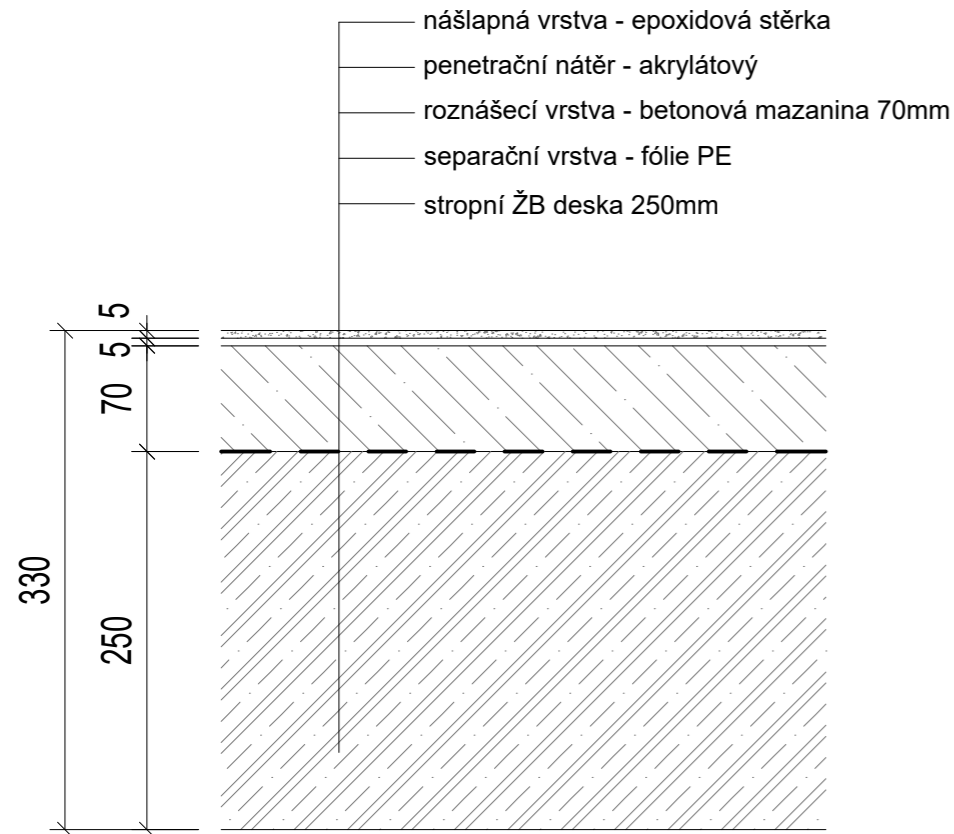 nášlapná vrstva - epoxidová stěrka
penetrační nátěr - akrylátový
roznášecí vrstva - betonová mazanina 70mm
separační vrstva - fólie PE
stropní ŽB deska 250mm
5
5
70
330
250